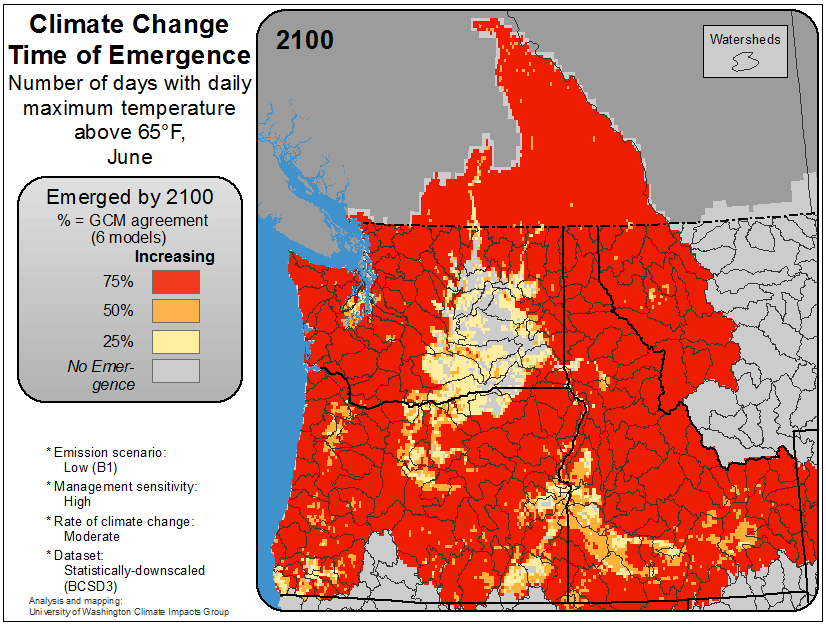 Climate Change
Time of Emergence
Number of days with daily
maximum temperature
above 65°F,
June
Emerged by 2100
% = GCM agreement
(6 models)
Increasing
75%
50%
25%
No Emer-
gence
* Emission scenario:
Low (B1)
* Management sensitivity:
High
* Rate of climate change:
Moderate
* Dataset:
Statistically-downscaled
(BCSD3)
Analysis and mapping:
University of Washington Climate Impacts Group
2100
Watersheds